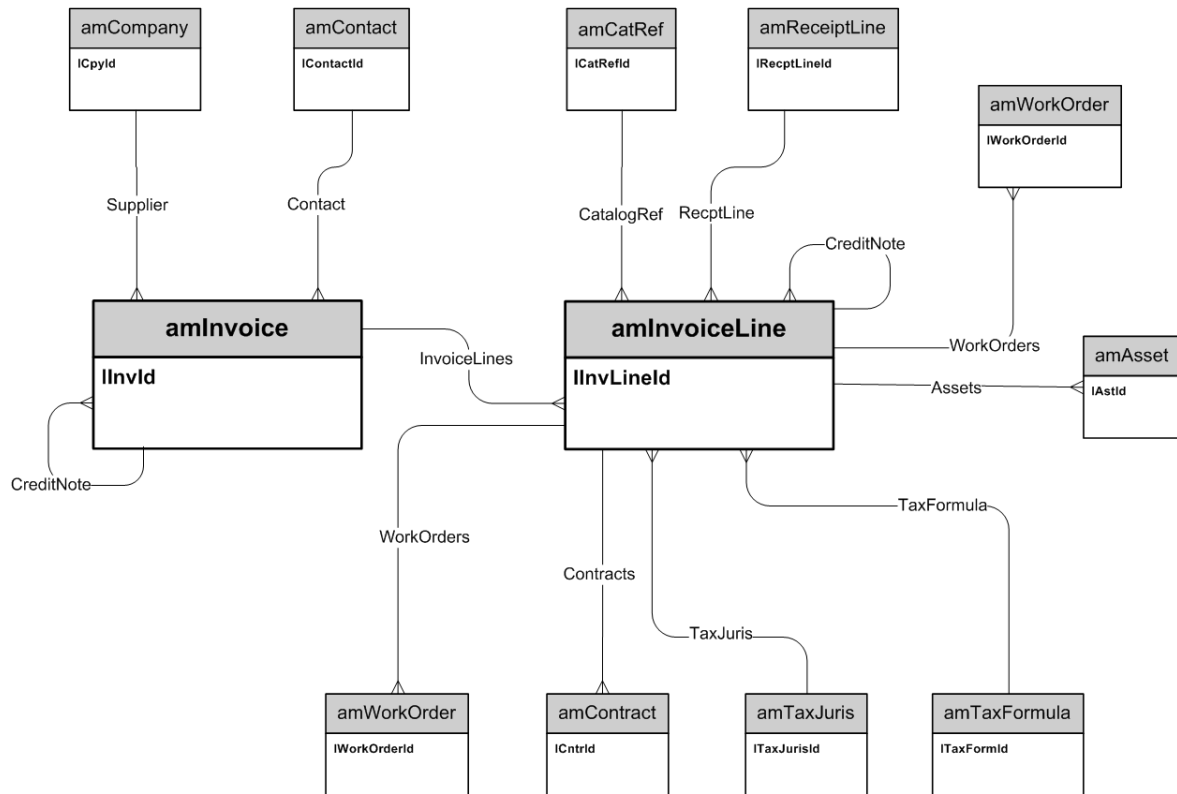 amCompany
lCpyId
amContact
lContactId
amCatRef
lCatRefId
amReceiptLine
lRecptLineId
amWorkOrder
lWorkOrderId
Supplier
Contact
CatalogRef
RecptLine
CreditNote
amInvoice
lInvId
InvoiceLines
amInvoiceLine
lInvLineId
WorkOrders
Assets
amAsset
lAstId
CreditNote
WorkOrders
Contracts
TaxJuris
TaxFormula
amWorkOrder
lWorkOrderId
amContract
lCntrId
amTaxJuris
lTaxJurisId
amTaxFormula
lTaxFormId